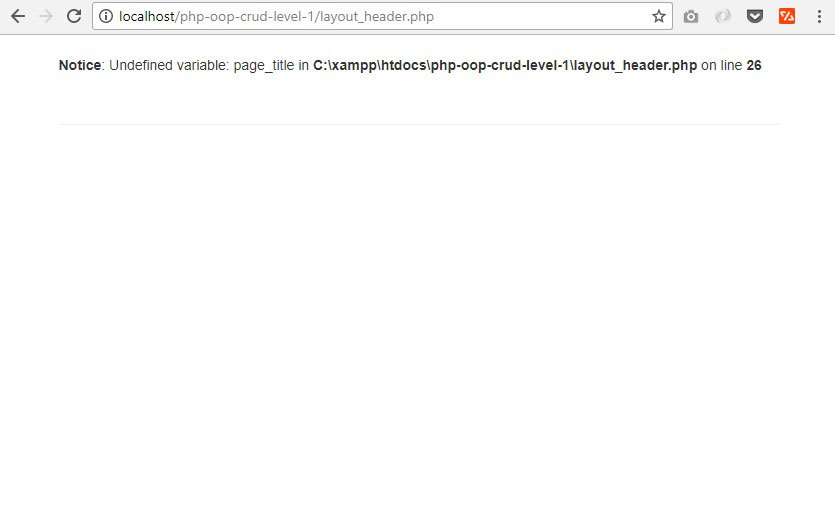 localhost/php-oop-crud-level-1/layout_header.php
Notice: Undefined variable: page_title in C:\xampp\htdocs\php-oop-crud-level-1\layout_header.php on line 26